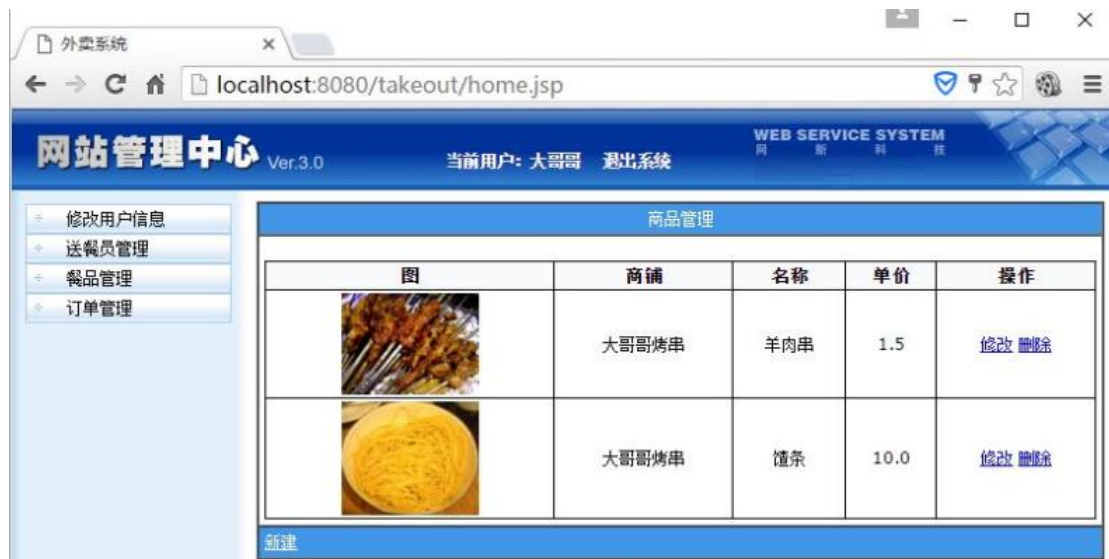 外卖系统
localhost:8080/takeout/home.jsp
网站管理中心 Ver.3.0
当前用户: 大哥哥 退出系统
WEB SERVICE SYSTEM
网 新 科 技
修改用户信息
送餐员管理
餐品管理
订单管理
商品管理
图 商铺 名称 单价 操作
大哥哥烤串 羊肉串 1.5 修改 删除
大哥哥烤串 馇条 10.0 修改 删除
新建